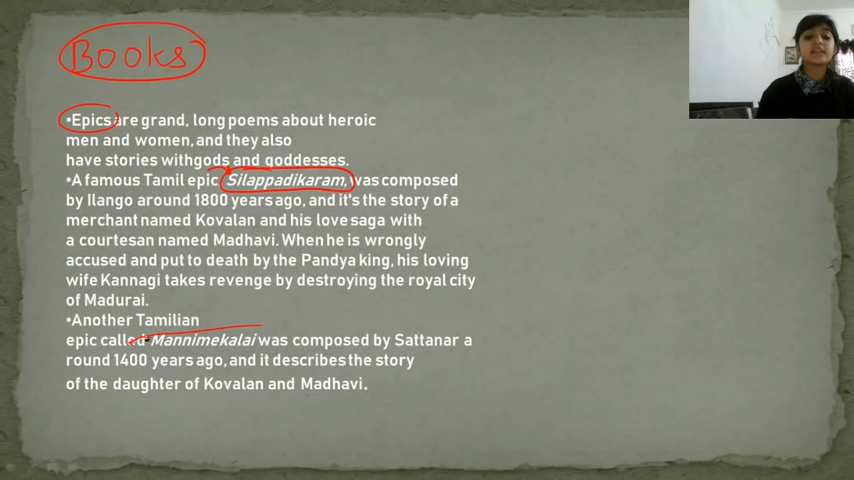 Books
•Epics are grand, long poems about heroic
men and women, and they also
have stories withgods and goddesses.
•A famous Tamil epic Silappadikaram, was composed
by Ilango around 1800 years ago, and it's the story of a
merchant named Kovalan and his love saga with
a courtesan named Madhavi. When he is wrongly
accused and put to death by the Pandya king, his loving
wife Kannagi takes revenge by destroying the royal city
of Madurai.
•Another Tamilian
epic called Mannimekalai was composed by Sattanar a
round 1400 years ago, and it describes the story
of the daughter of Kovalan and Madhavi.